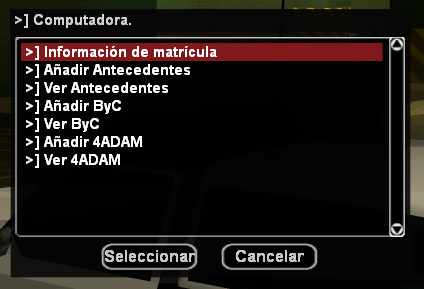 >] Computadora.
>] Información de matrícula
>] Añadir Antecedentes
>] Ver Antecedentes
>] Añadir ByC
>] Ver ByC
>] Añadir 4ADAM
>] Ver 4ADAM
Seleccionar Cancelar